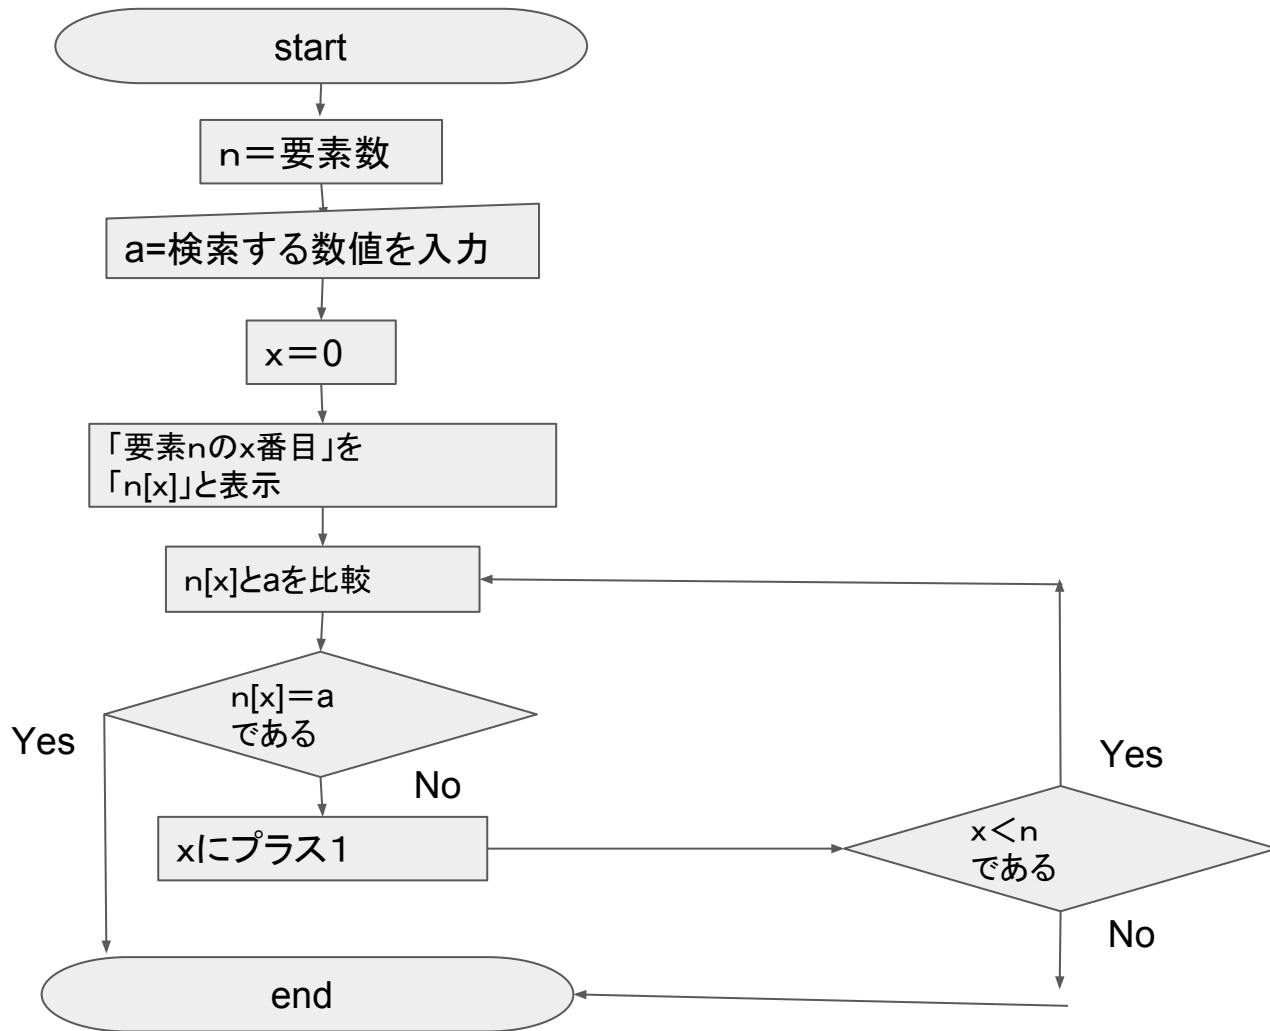 start
n＝要素数
a=検索する数値を入力
x＝0
「要素nのx番目」を
「n[x]」と表示
n[x]とaを比較
n[x]＝a
である
Yes
No
xにプラス１
x＜n
である
Yes
No
end